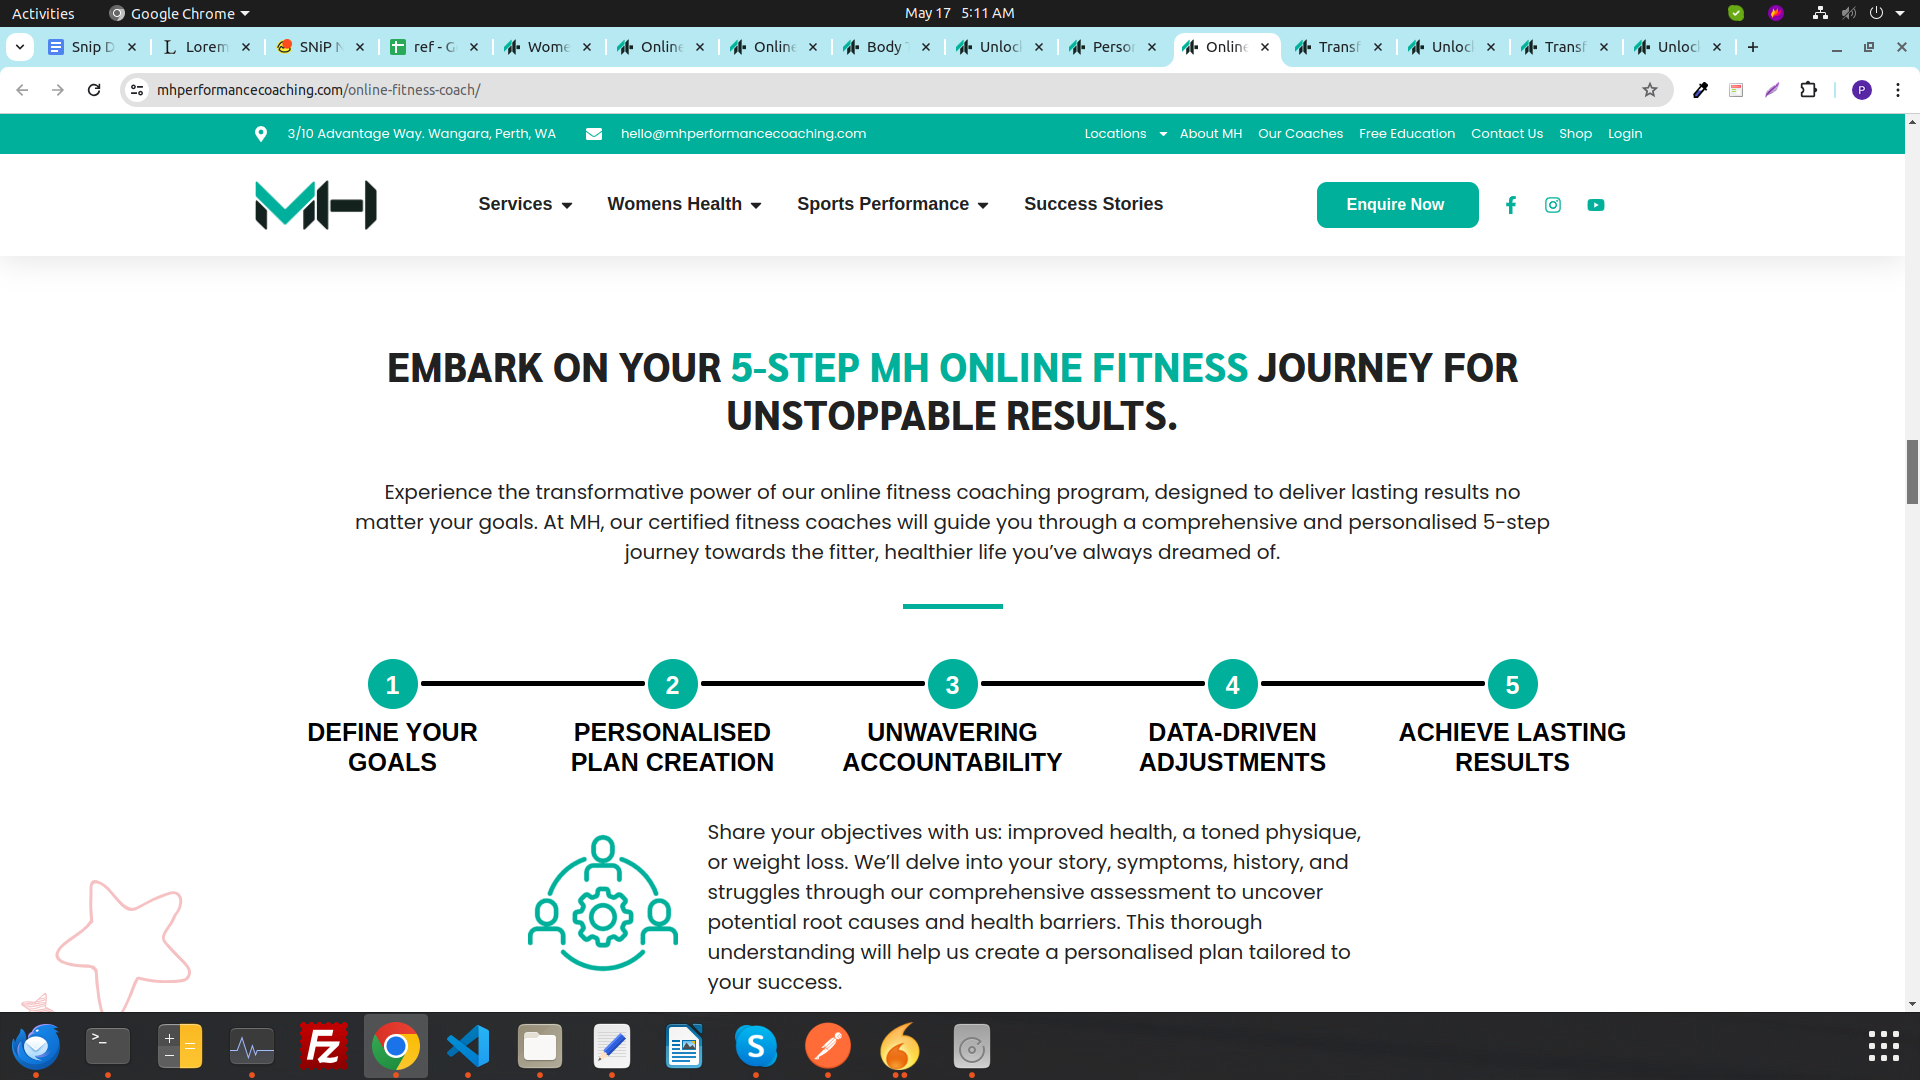 Activities
Google Chrome
May 17 5:11 AM
Snip D
Lorem
SNiP N
ref - G
Wome
Online
Online
Body T
Unlock
Person
Online
Transf
Unlock
Transf
Unlock
mhperformancecoaching.com/online-fitness-coach/
P
3/10 Advantage Way. Wangara, Perth, WA
hello@mhperformancecoaching.com
Locations
About MH
Our Coaches
Free Education
Contact Us
Shop
Login
MH
Services
Womens Health
Sports Performance
Success Stories
Enquire Now
EMBARK ON YOUR 5-STEP MH ONLINE FITNESS JOURNEY FOR
UNSTOPPABLE RESULTS.
Experience the transformative power of our online fitness coaching program, designed to deliver lasting results no
matter your goals. At MH, our certified fitness coaches will guide you through a comprehensive and personalised 5-step
journey towards the fitter, healthier life you’ve always dreamed of.
1
2
3
4
5
DEFINE YOUR
GOALS
PERSONALISED
PLAN CREATION
UNWAVERING
ACCOUNTABILITY
DATA-DRIVEN
ADJUSTMENTS
ACHIEVE LASTING
RESULTS
Share your objectives with us: improved health, a toned physique,
or weight loss. We’ll delve into your story, symptoms, history, and
struggles through our comprehensive assessment to uncover
potential root causes and health barriers. This thorough
understanding will help us create a personalised plan tailored to
your success.